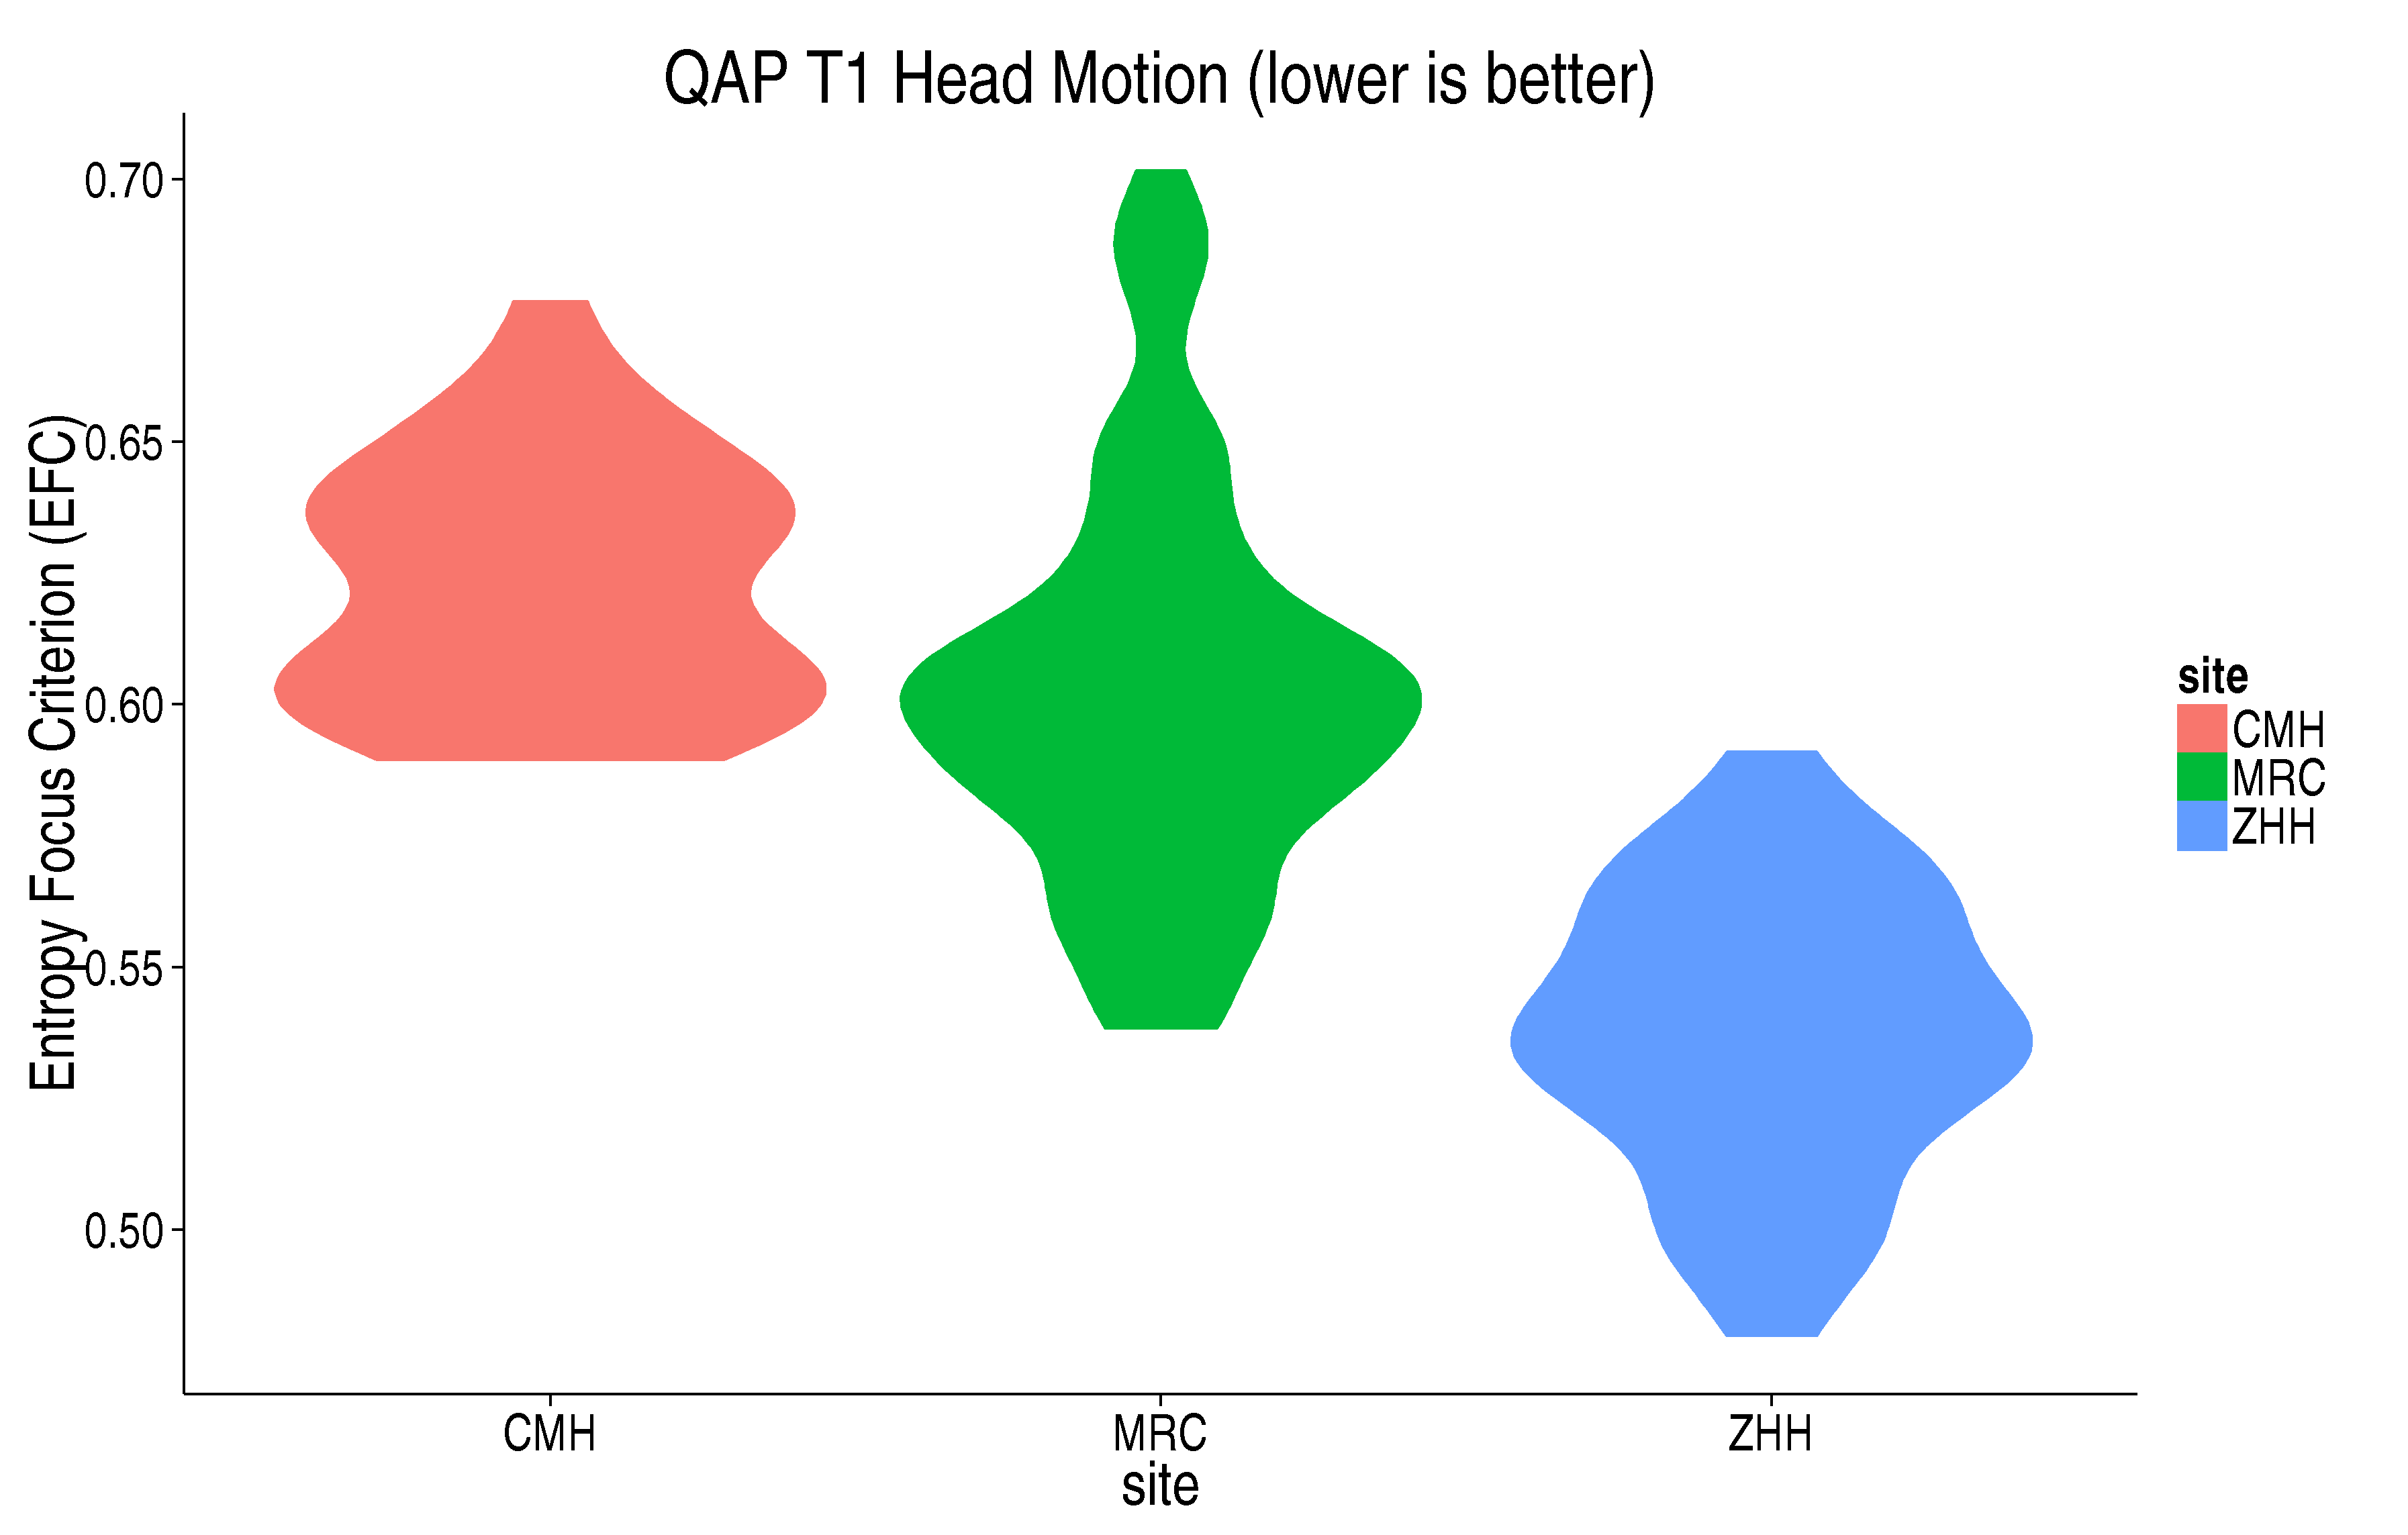 QAP T1 Head Motion (lower is better)
Entropy Focus Criterion (EFC)
0.70
0.65
0.60
0.55
0.50
CMH
MRC
ZHH
site
site
CMH
MRC
ZHH